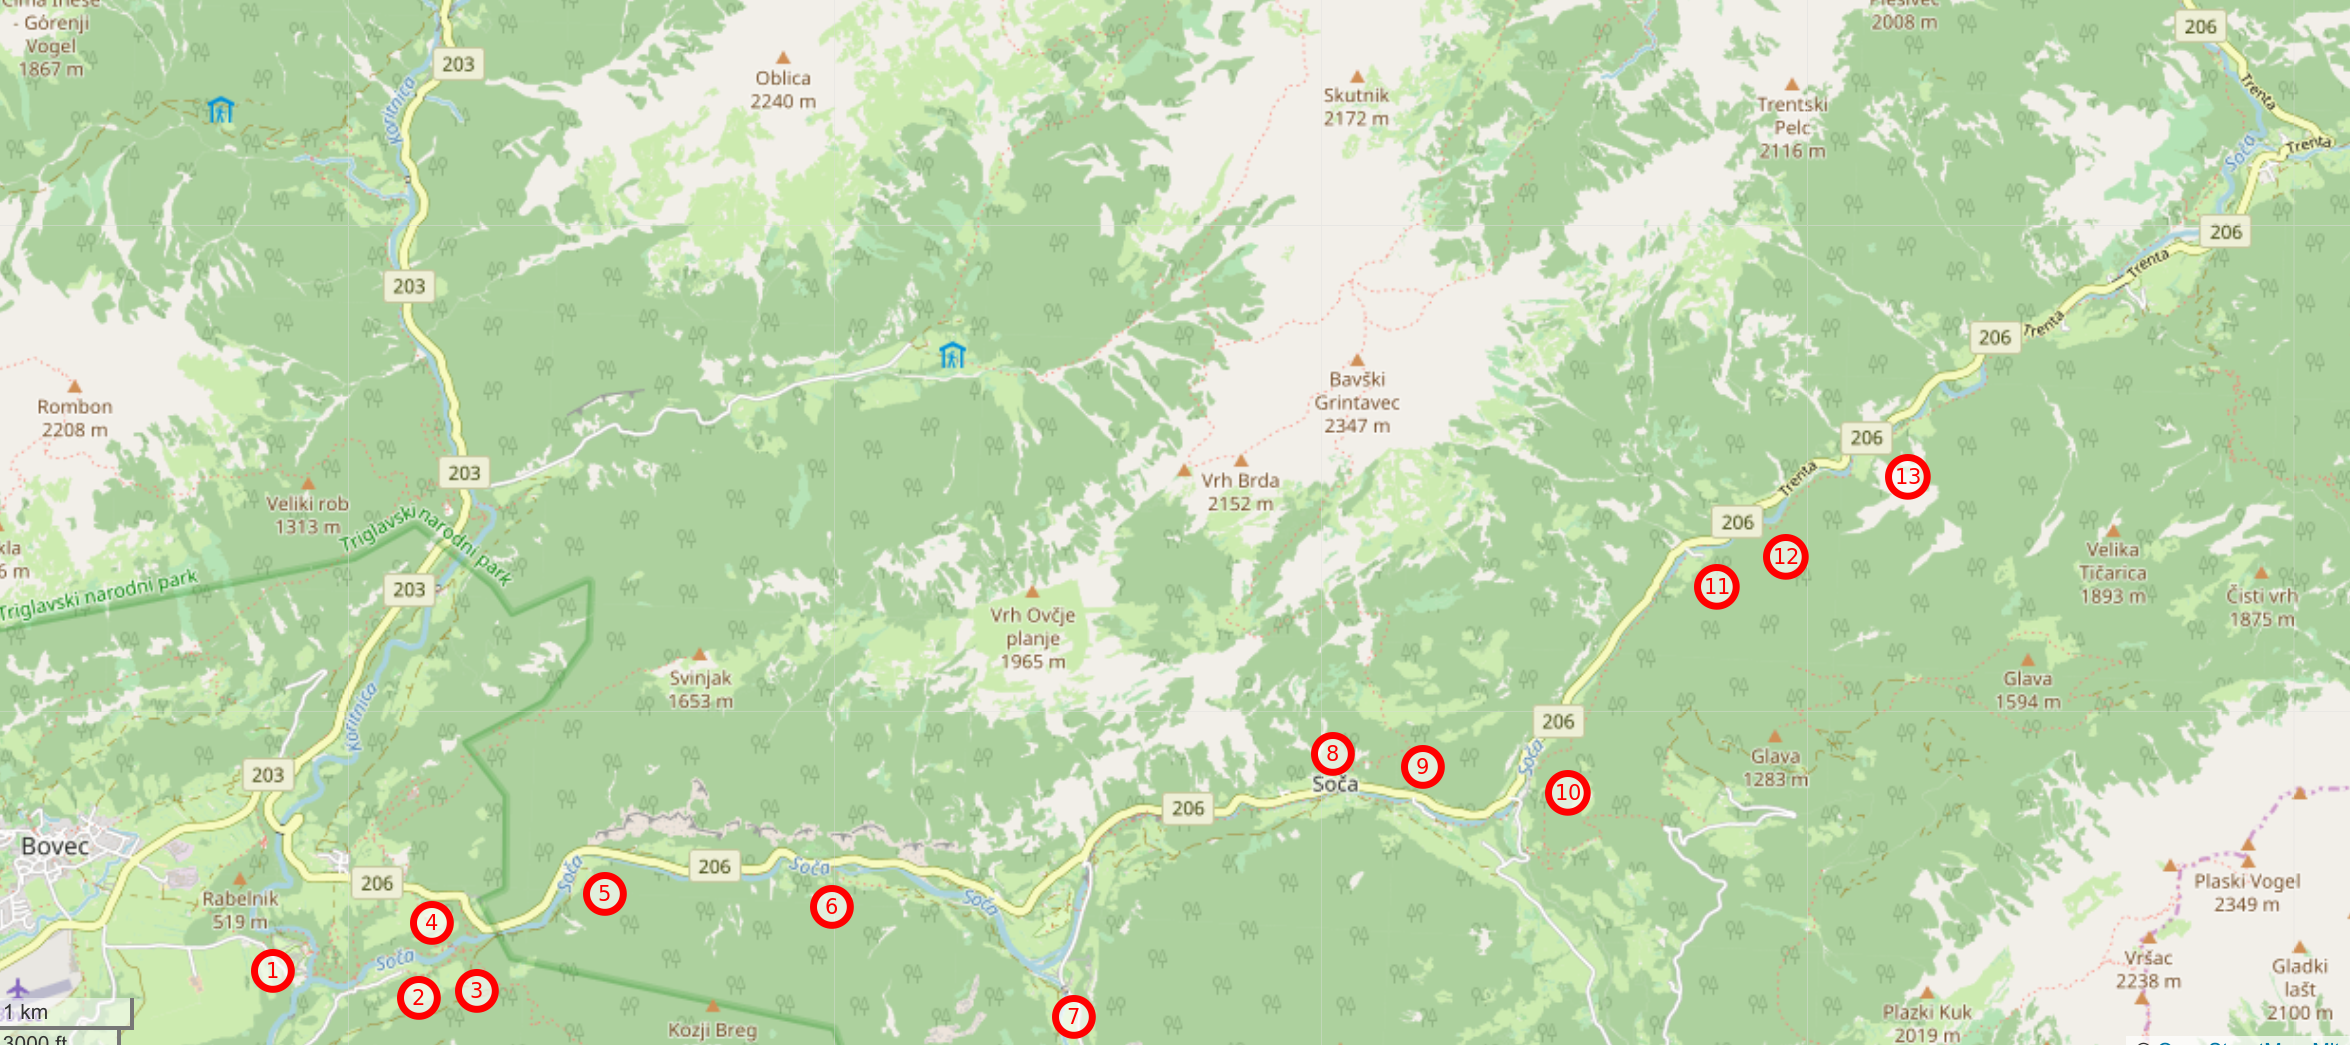 - Górenji
Vogel
1867 m
203
Koritnica
Oblica
2240 m
Skutnik
2172 m
2008 m
Trentski
Pelc
2116 m
206
Trenta
Soča
Trenta
206
Trenta
203
206
Trenta
Rombon
2208 m
Bavški
Grintavec
2347 m
206
Veliki rob
1313 m
203
Vrh Brda
2152 m
Trenta
13
206
Triglavski narodni park
Triglavski narodni park
203
12
11
Velika
Tičarica
1893 m
Čisti vrh
1875 m
Vrh Ovčje
planje
1965 m
Svinjak
1653 m
Glava
1594 m
Koritnica
206
Soča
Glava
1283 m
203
8
9
Soča
10
206
Bovec
206
Soča
206
Soča
Soča
Rabelnik
519 m
5
6
4
1
Soča
2
3
7
Plaski Vogel
2349 m
Vršac
2238 m
Gladki
lašt
2100 m
Plazki Kuk
2019 m
Kozji Breg
1 km
3000 ft